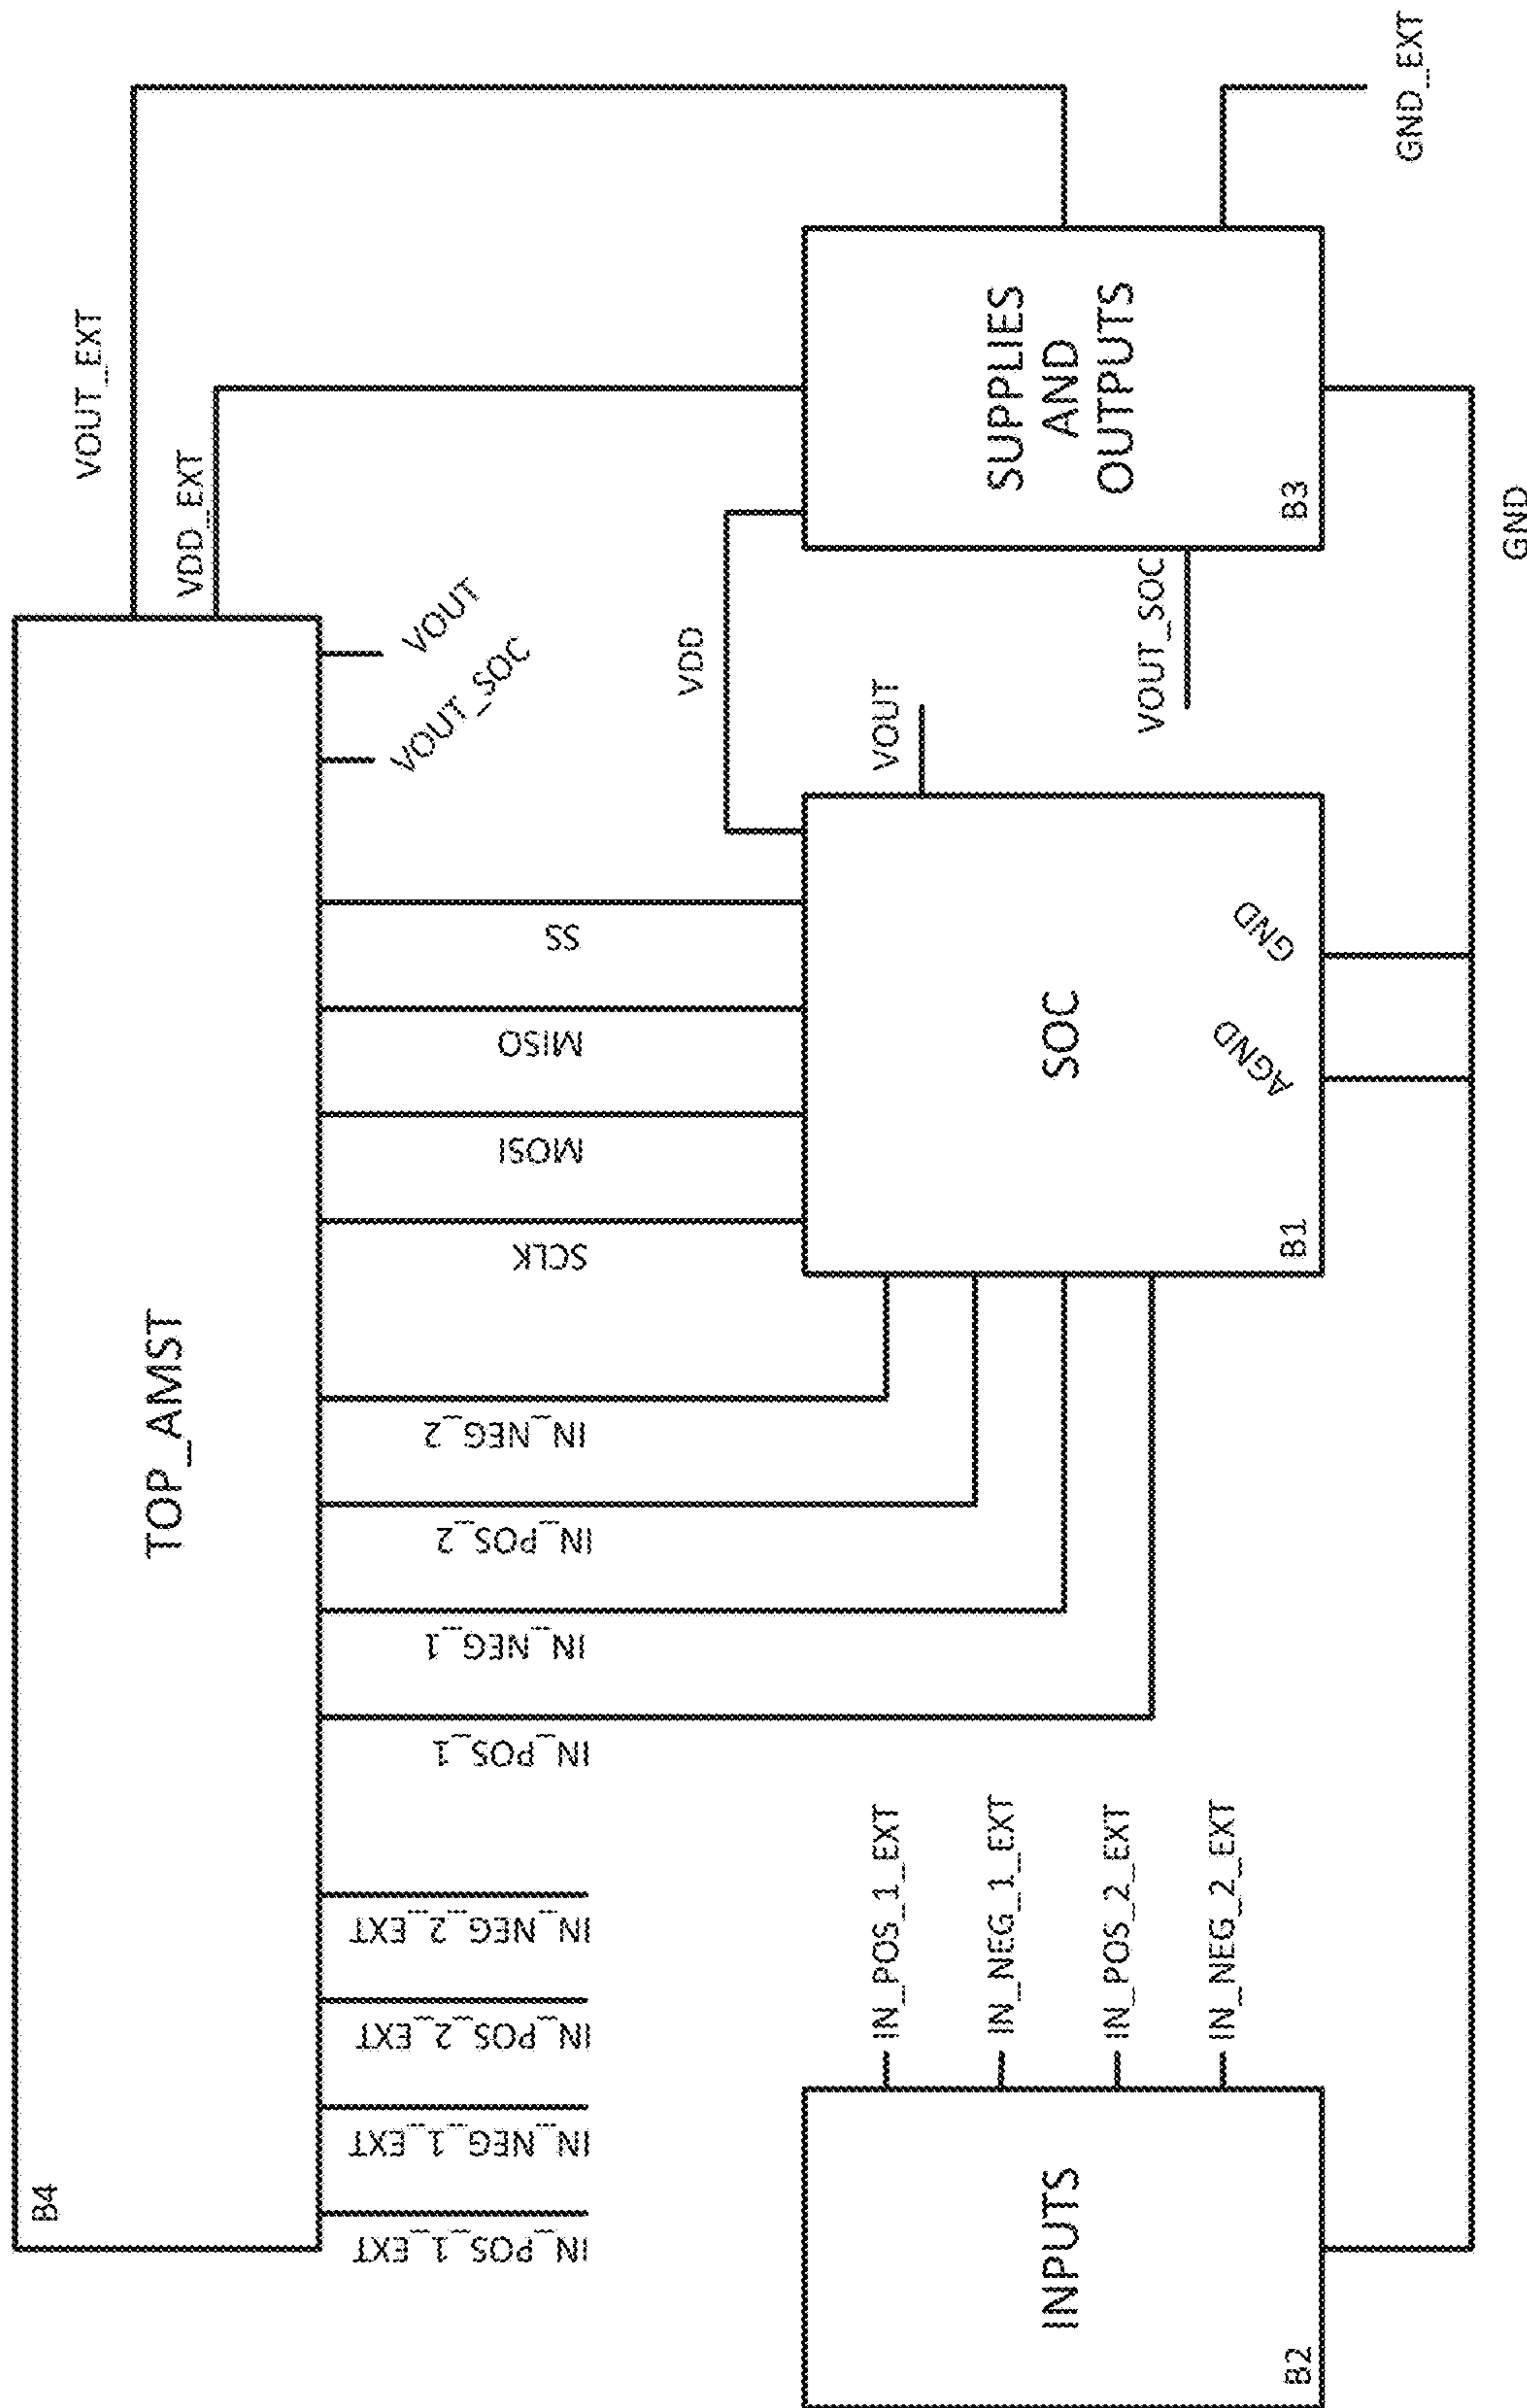 B4
TOP_AMST
VOUT_EXT
VDD_EXT
IN_POS_1_EXT
IN_NEG_1_EXT
IN_POS_2_EXT
IN_NEG_2_EXT
IN_POS_1
IN_NEG_1
IN_POS_2
IN_NEG_2
SCLK
MOSI
MISO
SS
VOUT_SOC
VOUT
VDD
INPUTS
B2
IN_POS_1_EXT
IN_NEG_1_EXT
IN_POS_2_EXT
IN_NEG_2_EXT
SOC
B1
AGND
GND
VOUT
VOUT_SOC
SUPPLIES
AND
OUTPUTS
B3
GND_EXT
GND